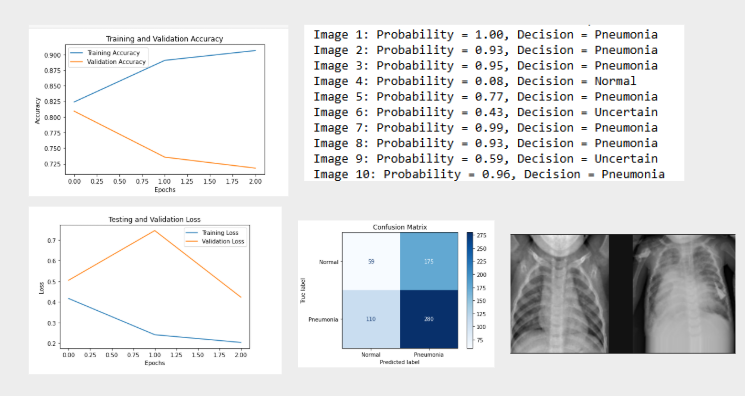 Training and Validation Accuracy
Training Accuracy
Validation Accuracy
0.900
0.875
0.850
0.825
0.800
0.775
0.750
0.725
Accuracy
0.00 0.25 0.50 0.75 1.00 1.25 1.50 1.75 2.00
Epochs
Image 1: Probability = 1.00, Decision = Pneumonia
Image 2: Probability = 0.93, Decision = Pneumonia
Image 3: Probability = 0.95, Decision = Pneumonia
Image 4: Probability = 0.08, Decision = Normal
Image 5: Probability = 0.77, Decision = Pneumonia
Image 6: Probability = 0.43, Decision = Uncertain
Image 7: Probability = 0.99, Decision = Pneumonia
Image 8: Probability = 0.93, Decision = Pneumonia
Image 9: Probability = 0.59, Decision = Uncertain
Image 10: Probability = 0.96, Decision = Pneumonia
Testing and Validation Loss
Training Loss
Validation Loss
0.7
0.6
0.5
0.4
0.3
0.2
Loss
0.00 0.25 0.50 0.75 1.00 1.25 1.50 1.75 2.00
Epochs
Confusion Matrix
True label
Normal
59 175
Pneumonia
110 280
Normal Pneumonia
Predicted label
275
250
225
200
175
150
125
100
75